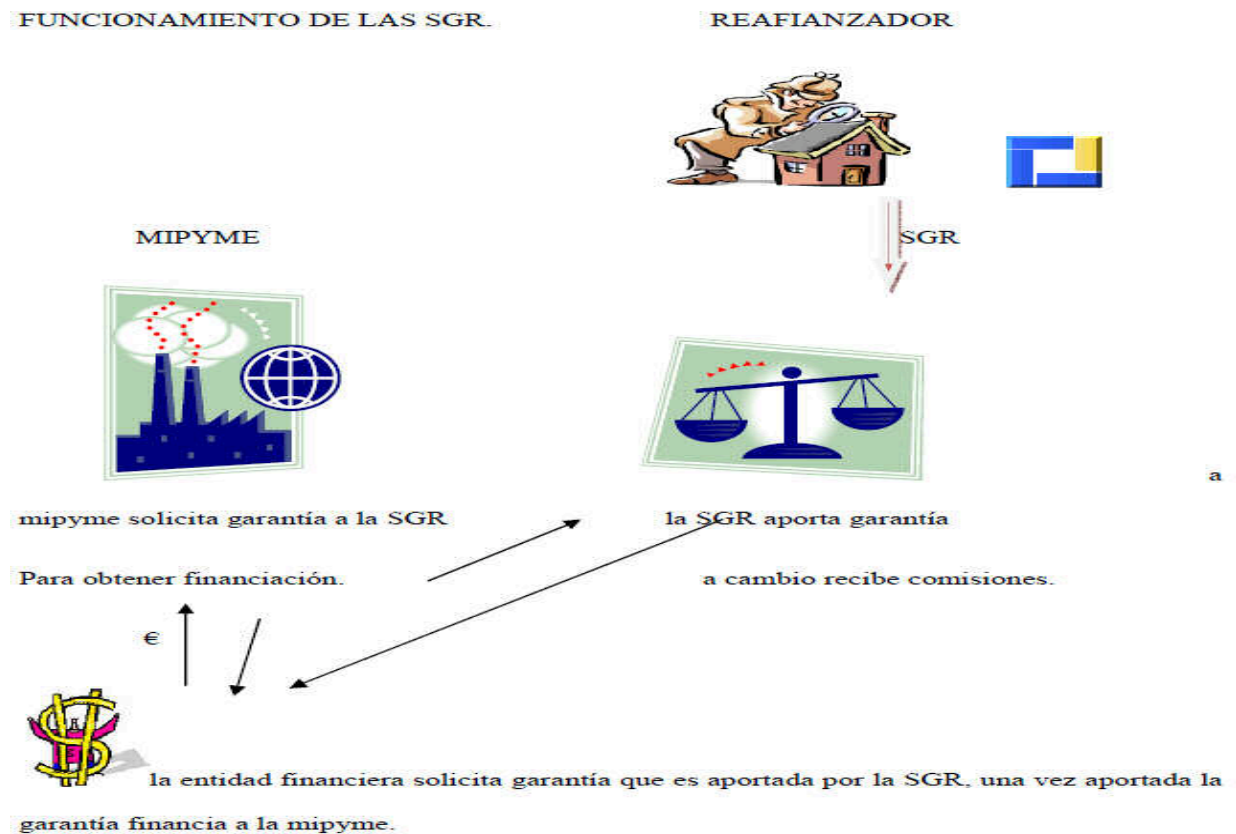 FUNCIONAMIENTO DE LAS SGR. REAFIANZADOR
MIPYME SGR
a
mipyme solicita garantía a la SGR la SGR aporta garantía
Para obtener financiación. a cambio recibe comisiones.
€
la entidad financiera solicita garantía que es aportada por la SGR, una vez aportada la
garantía financia a la mipyme.